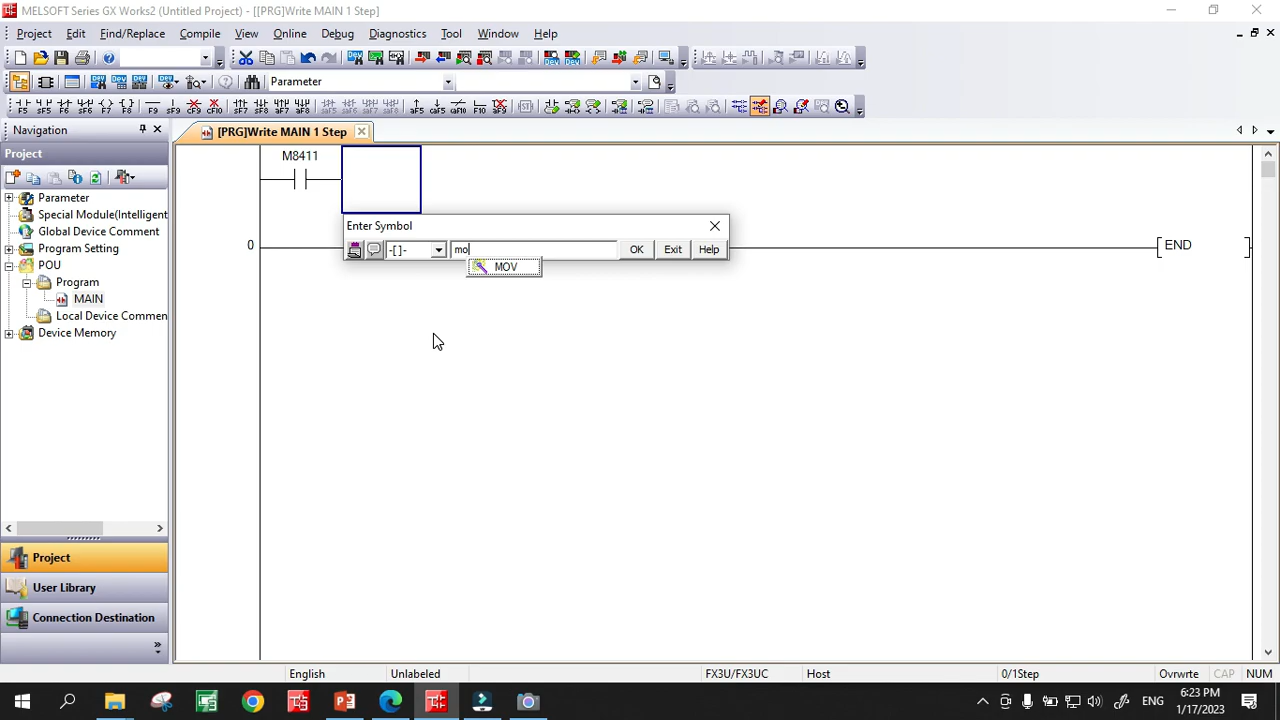 MELSOFT Series GX Works2 (Untitled Project) - [[PRG]Write MAIN 1 Step]
Project Edit Find/Replace Compile View Online Debug Diagnostics Tool Window Help
Parameter
Navigation
[PRG]Write MAIN 1 Step
Project
Parameter
Special Module(Intelligent
Global Device Comment
Program Setting
POU
Program
MAIN
Local Device Commen
Device Memory
Project
User Library
Connection Destination
M8411
Enter Symbol
-[ ]- mo OK Exit Help
MOV
0 END
English Unlabeled FX3U/FX3UC Host 0/1Step Ovrwrte CAP NUM
ENG 6:23 PM
1/17/2023